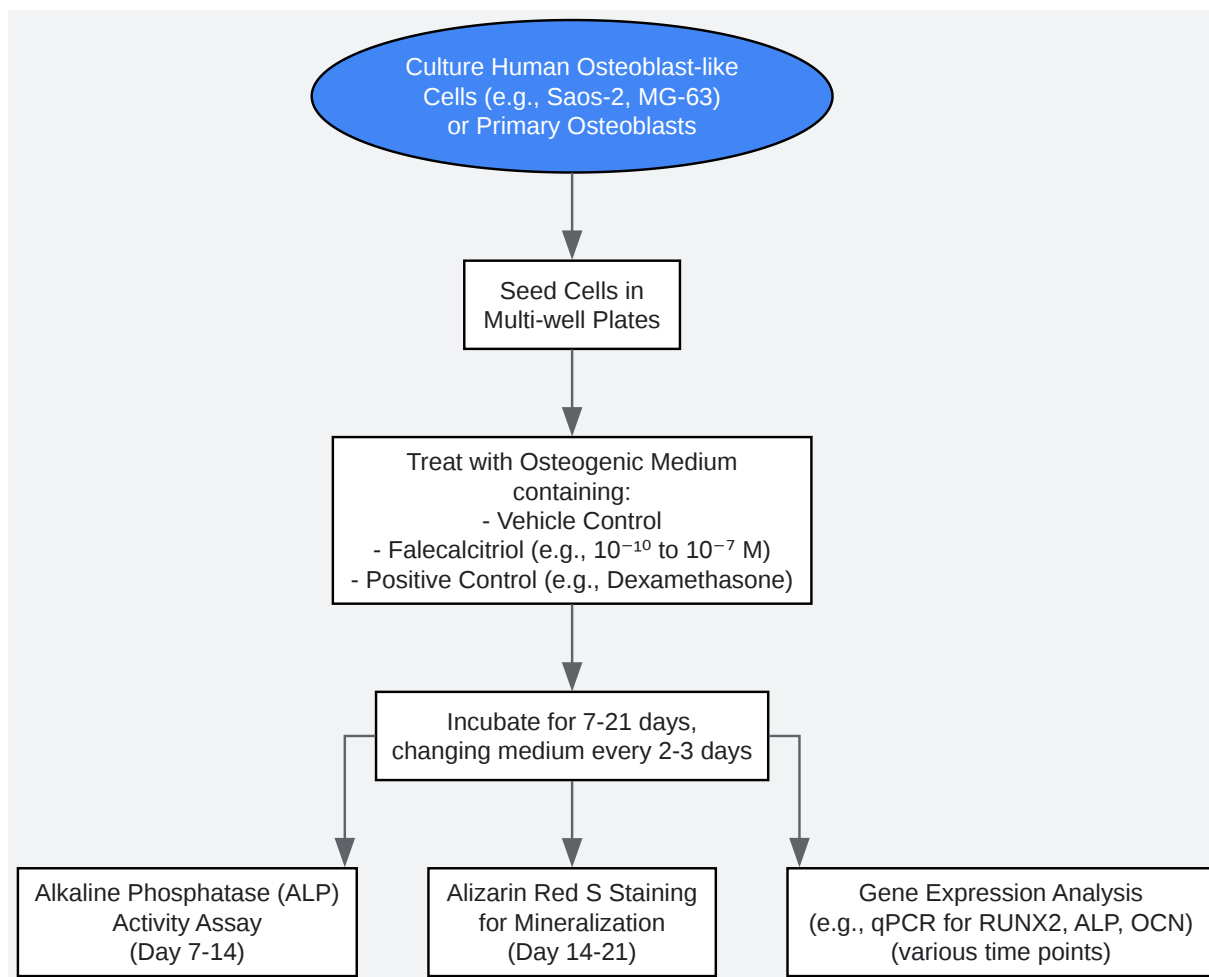 Culture Human Osteoblast-like
Cells (e.g., Saos-2, MG-63)
or Primary Osteoblasts
Seed Cells in
Multi-well Plates
Treat with Osteogenic Medium
containing:
- Vehicle Control
- Falecalcitriol (e.g., 10⁻¹⁰ to 10⁻⁷ M)
- Positive Control (e.g., Dexamethasone)
Incubate for 7-21 days,
changing medium every 2-3 days
Alkaline Phosphatase (ALP)
Activity Assay
(Day 7-14)
Alizarin Red S Staining
for Mineralization
(Day 14-21)
Gene Expression Analysis
(e.g., qPCR for RUNX2, ALP, OCN)
(various time points)